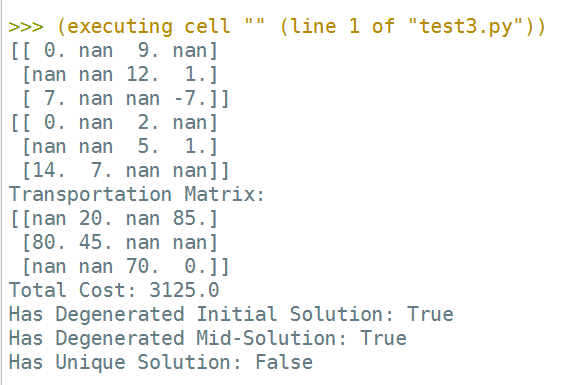 >>> (executing cell "" (line 1 of "test3.py"))
[[ 0. nan  9. nan]
 [nan nan 12.  1.]
 [ 7. nan nan -7.]]
[[ 0. nan  2. nan]
 [nan nan  5.  1.]
 [14.  7. nan nan]]
Transportation Matrix:
[[nan 20. nan 85.]
 [80. 45. nan nan]
 [nan nan 70.  0.]]
Total Cost: 3125.0
Has Degenerated Initial Solution: True
Has Degenerated Mid-Solution: True
Has Unique Solution: False